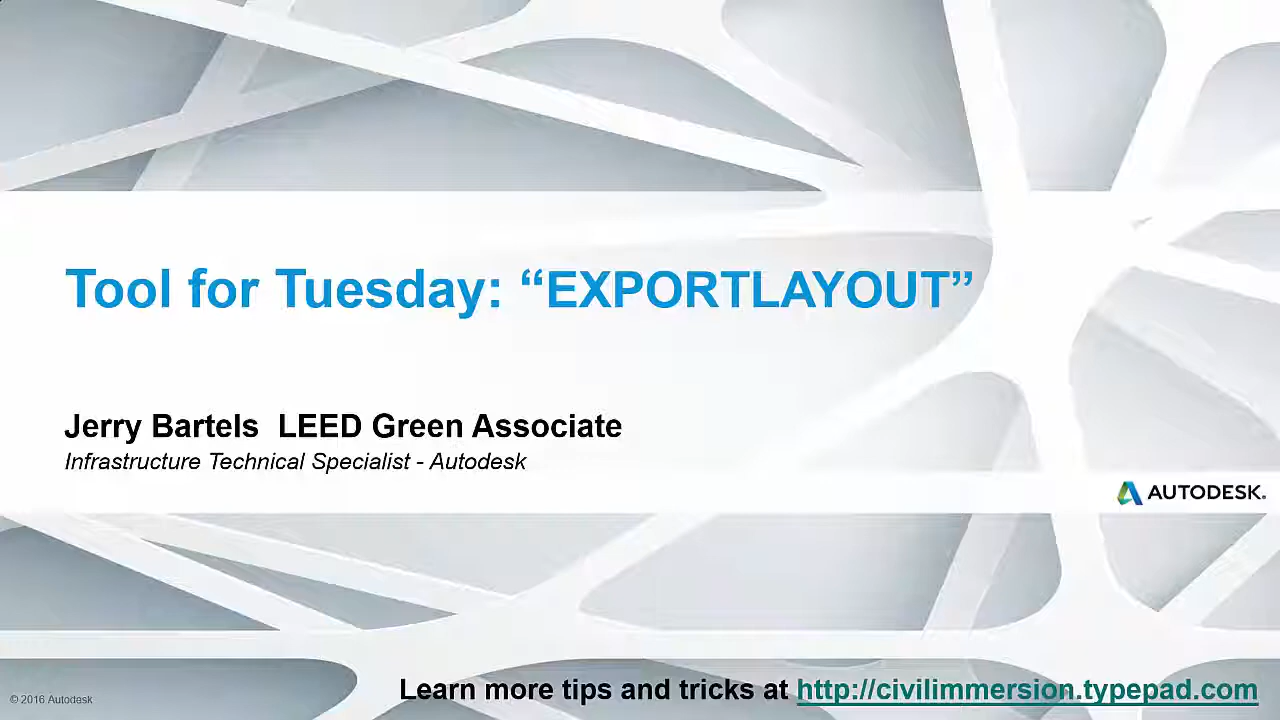 Tool for Tuesday: “EXPORTLAYOUT”
Jerry Bartels  LEED Green Associate
Infrastructure Technical Specialist - Autodesk
AUTODESK.
Learn more tips and tricks at http://civilimmersion.typepad.com
© 2016 Autodesk